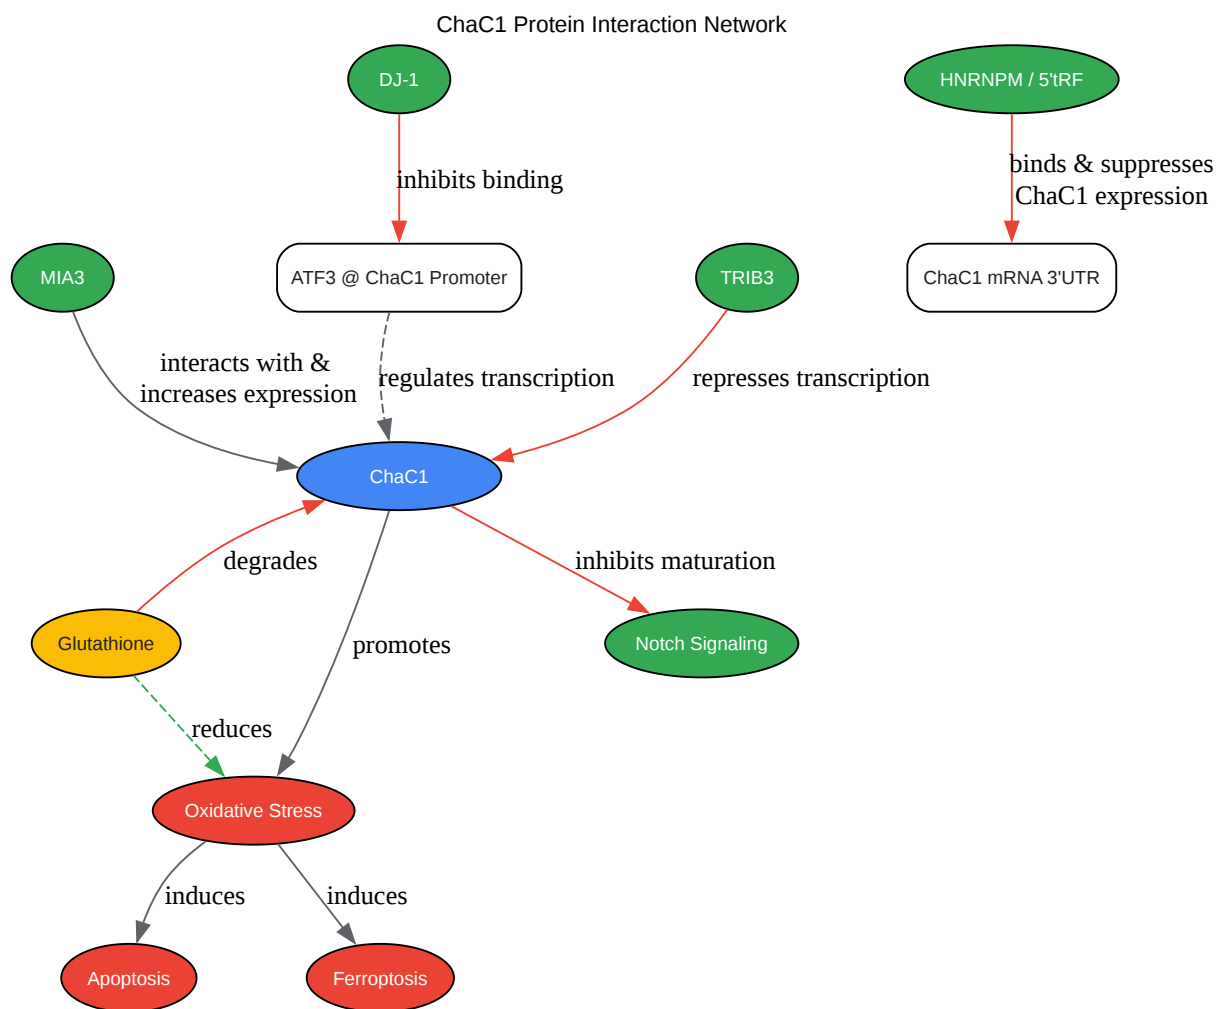 ChaC1 Protein Interaction Network
DJ-1
HNRNPM / 5'tRF
inhibits binding
binds & suppresses
ChaC1 expression
MIA3
ATF3 @ ChaC1 Promoter
TRIB3
ChaC1 mRNA 3'UTR
interacts with &
increases expression
regulates transcription
represses transcription
ChaC1
degrades
inhibits maturation
Glutathione
promotes
Notch Signaling
reduces
Oxidative Stress
induces
induces
Apoptosis
Ferroptosis